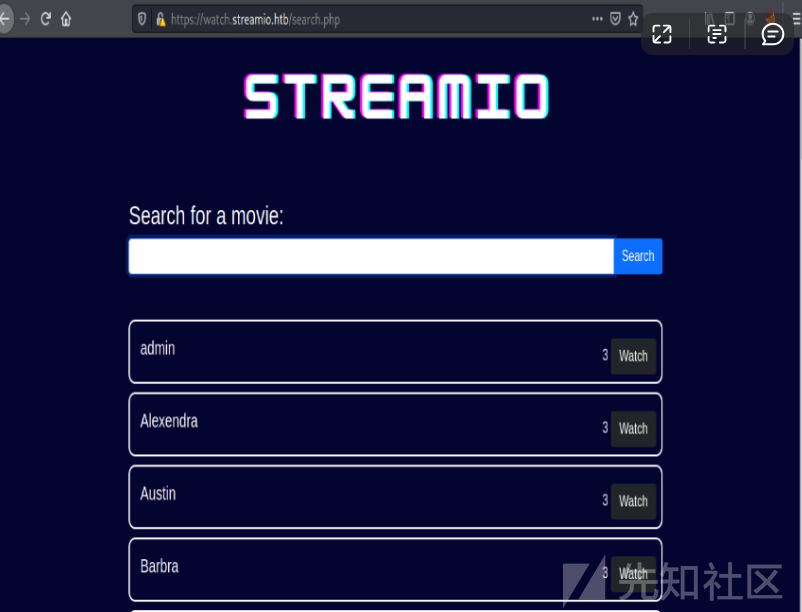 https://watch.streamio.htb/search.php
STREAMIO
Search for a movie:
Search
admin
3 Watch
Alexendra
3 Watch
Austin
3 Watch
Barbra
3 Watch
先知社区